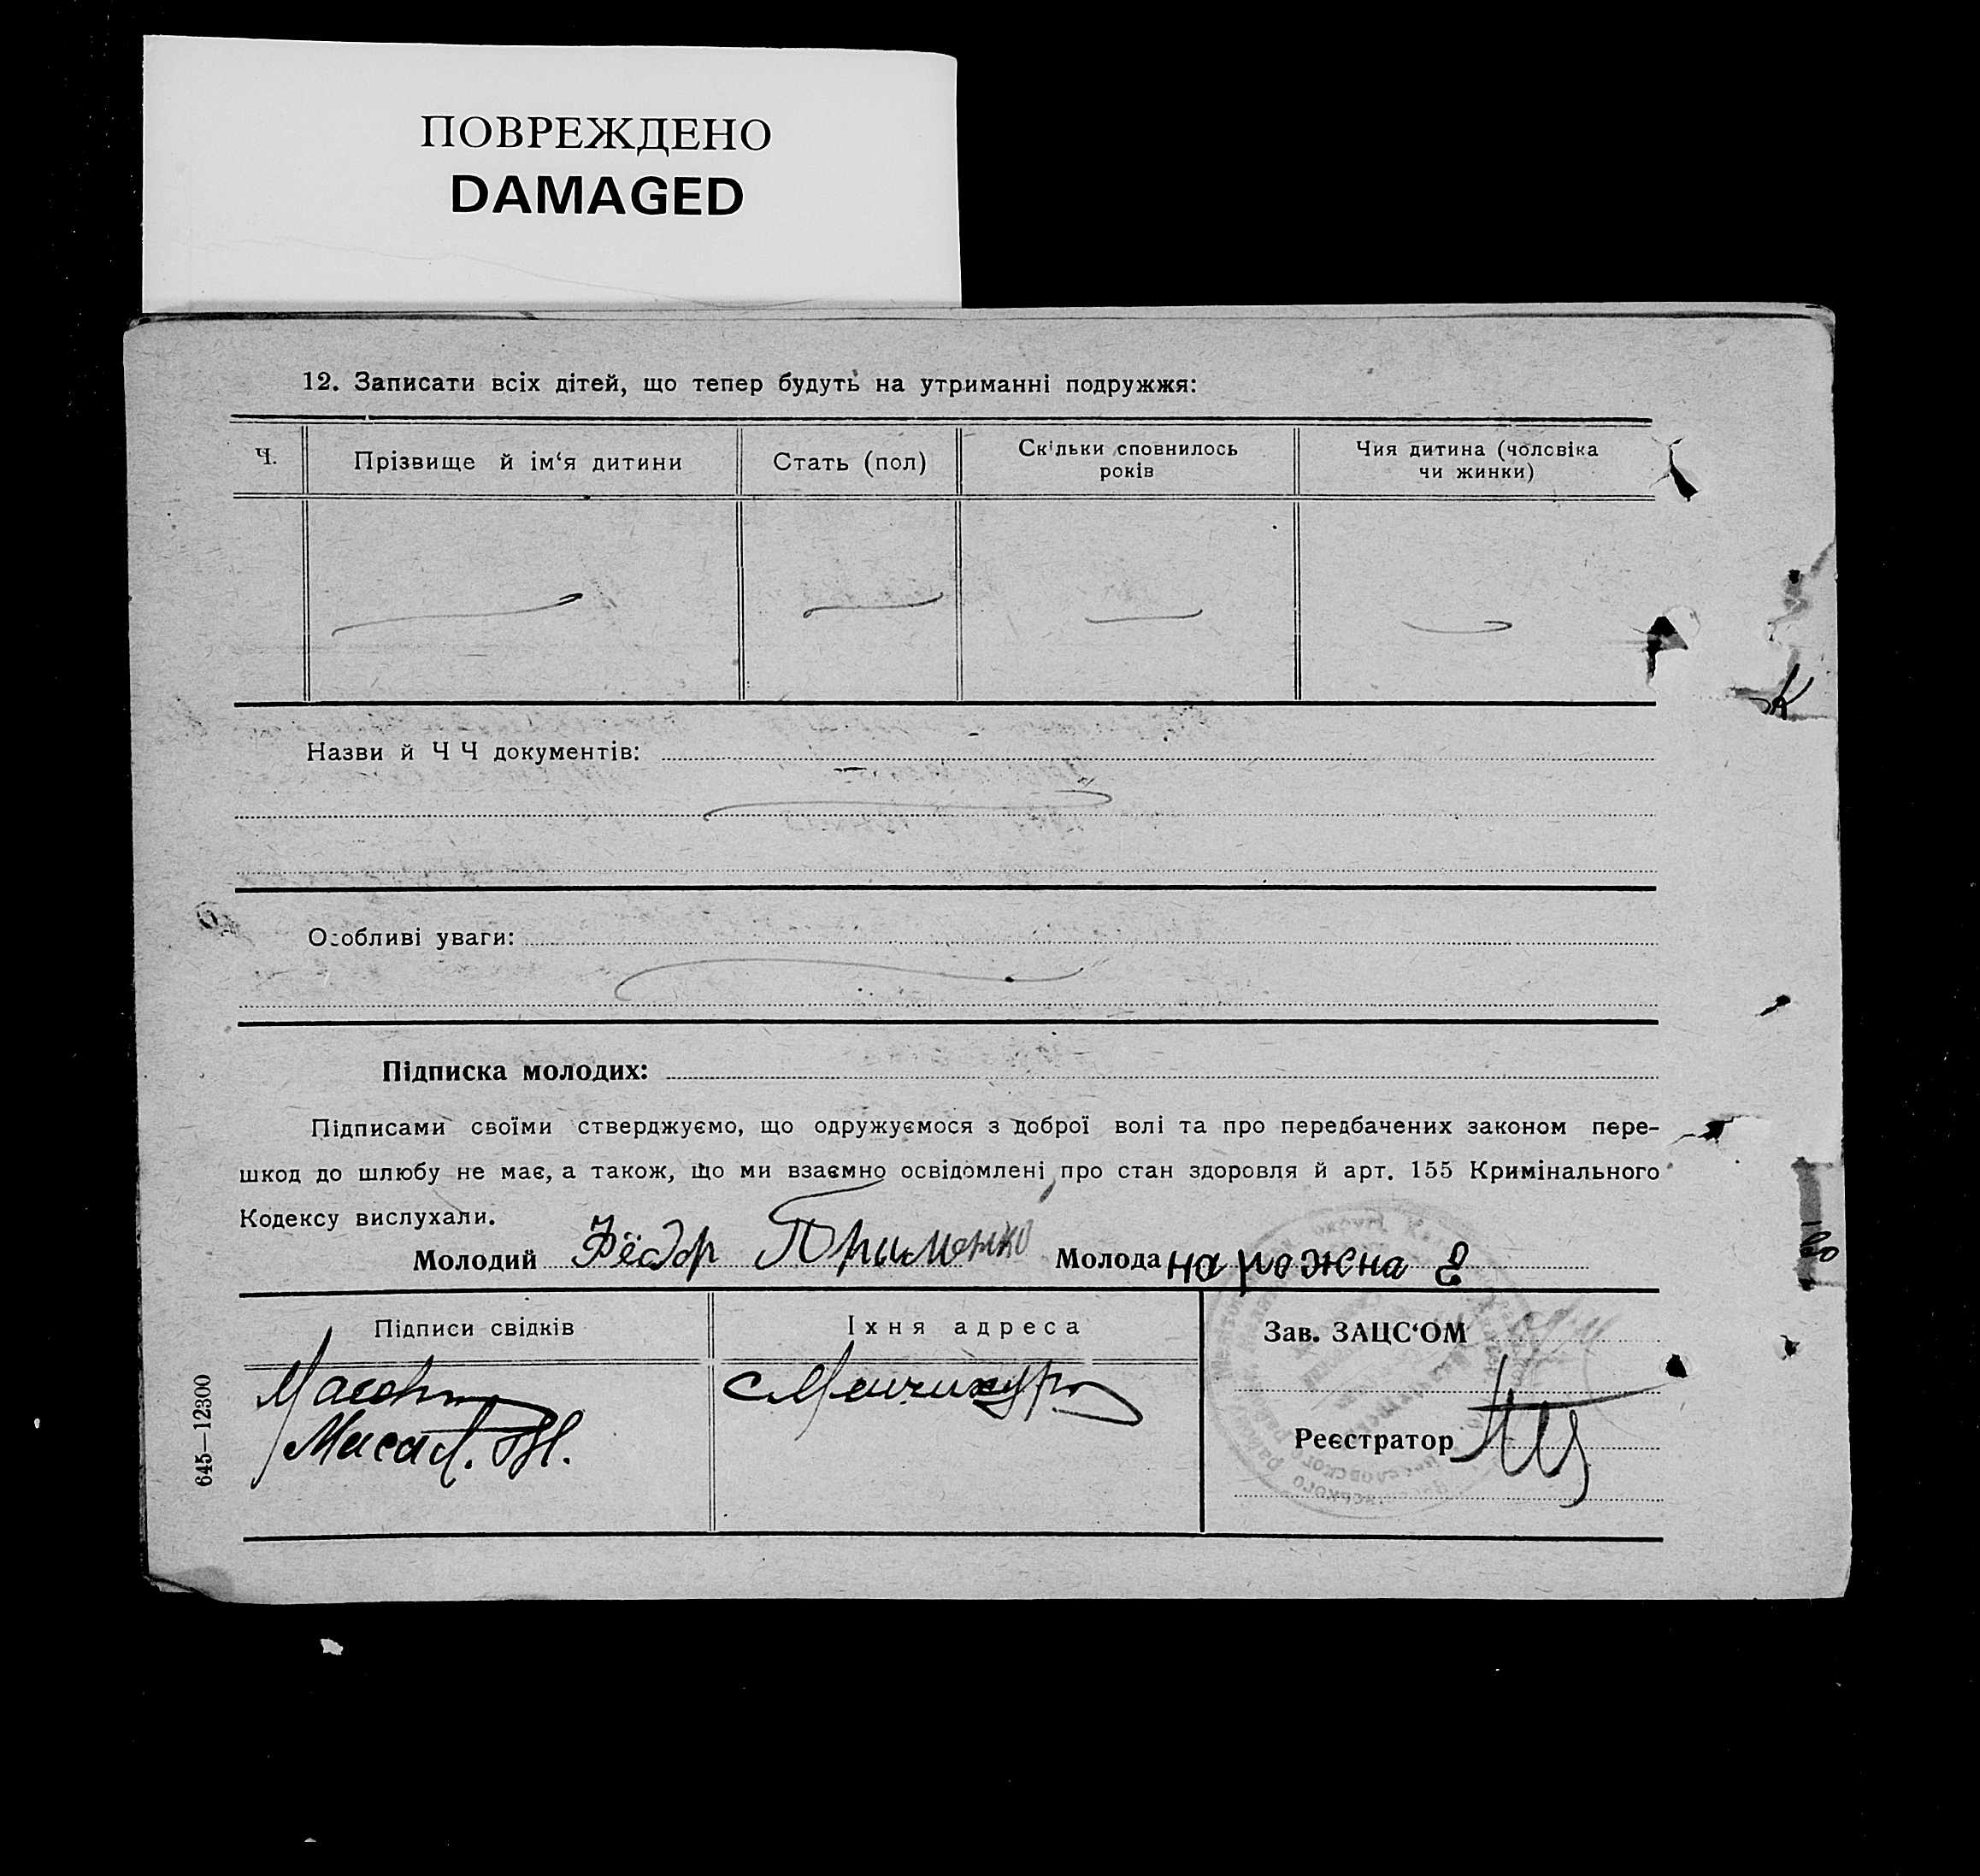 ПОВРЕЖДЕНО
DAMAGED
12. Записати всіх дітей, що тепер будуть на утриманні подружжя:
Ч.
Прізвище й ім‘я дитини
Стать (пол)
Скільки сповнилось
років
Чия дитина (чоловіка
чи жинки)
Назви й Ч Ч документів:
Особливі уваги:
Підписка молодих:
Підписами своїми стверджуємо, що одружуємося з доброї волі та про передбачених законом пере-
шкод до шлюбу не має, а також, що ми взаємно освідомлені про стан здоровля й арт. 155 Кримінального
Кодексу вислухали.
Молодий Фёдор Молода на рожна Е
Підписи свідків
Їхня адреса
Зав. ЗАЦС‘ОМ
Реєстратор
645—12300